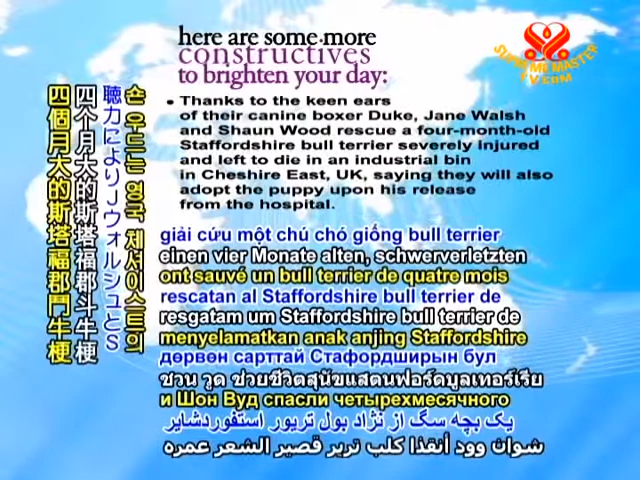 here are some more
constructives
to brighten your day:
SUPREME MASTER
TV.COM
• Thanks to the keen ears
of their canine boxer Duke, Jane Walsh
and Shaun Wood rescue a four-month-old
Staffordshire bull terrier severely injured
and left to die in an industrial bin
in Cheshire East, UK, saying they will also
adopt the puppy upon his release
from the hospital.
四個月大的斯塔福郡鬥牛梗
四个月大的斯塔福郡斗牛梗
聴力によりJウォルシュとS
숀 우드는 영국 체셔이스트의
giải cứu một chú chó giống bull terrier
einen vier Monate alten, schwerverletzten
ont sauvé un bull terrier de quatre mois
rescatan al Staffordshire bull terrier de
resgatam um Staffordshire bull terrier de
menyelamatkan anak anjing Staffordshire
дөрвөн сарттай Стафордширын бул
ชวน วูด ช่วยชีวิตสุนัขแสตนฟอร์ดบูลเทอร์เรีย
и Шон Вуд спасли четырехмесячного
یک بچه سگ از نژاد بول تریور استفوردشایر
شوان وود أنقذا كلب ترير قصير الشعر عمره